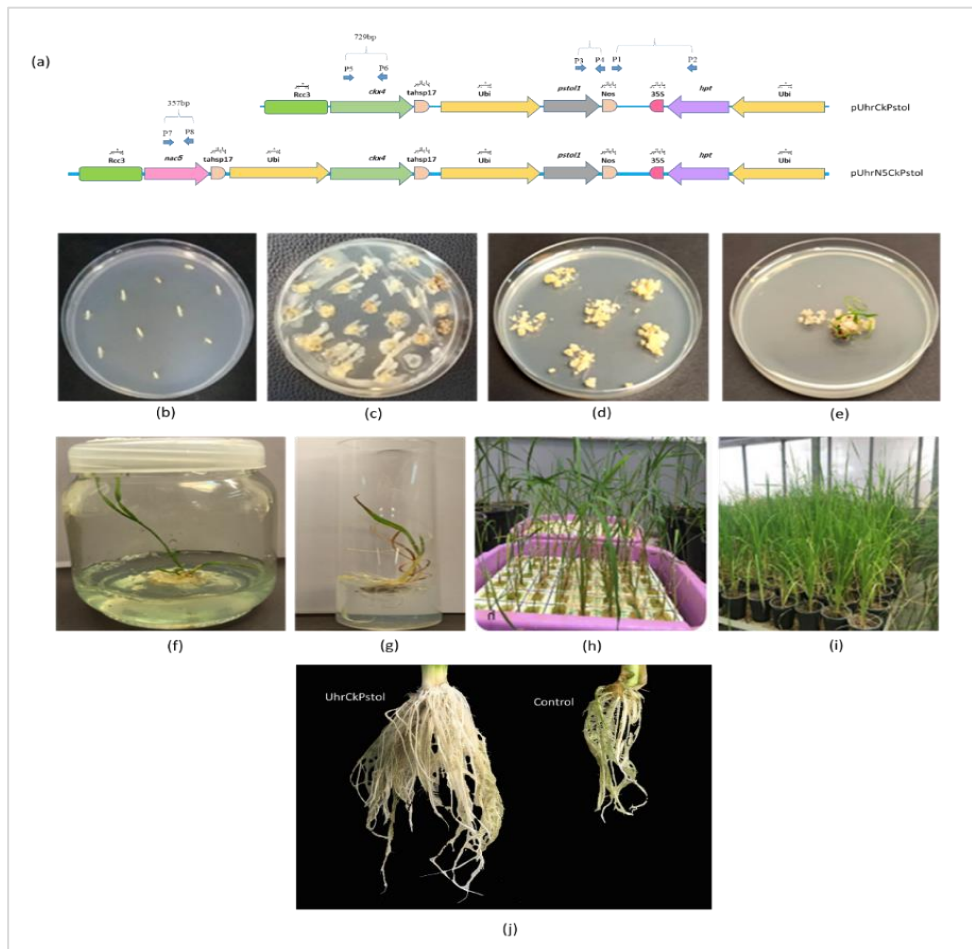 (a)
729bp
P5 P6 P3 P4 P1 P2
Rcc3 ckx4 tahsp17 Ubi pstol1 Nos 35S hpt Ubi
pUhrCkPstol
357bp
P7 P8
Rcc3 nac5 tahsp17 Ubi ckx4 tahsp17 Ubi pstol1 Nos 35S hpt Ubi
pUhrN5CkPstol
(b) (c) (d) (e)
(f) (g) (h) (i)
UhrCkPstol Control
(j)